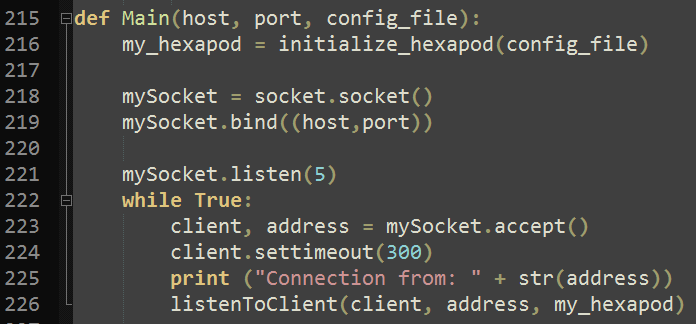 215 def Main(host, port, config_file):
216 my_hexapod = initialize_hexapod(config_file)
217
218 mySocket = socket.socket()
219 mySocket.bind((host,port))
220
221 mySocket.listen(5)
222 while True:
223 client, address = mySocket.accept()
224 client.settimeout(300)
225 print ("Connection from: " + str(address))
226 listenToClient(client, address, my_hexapod)